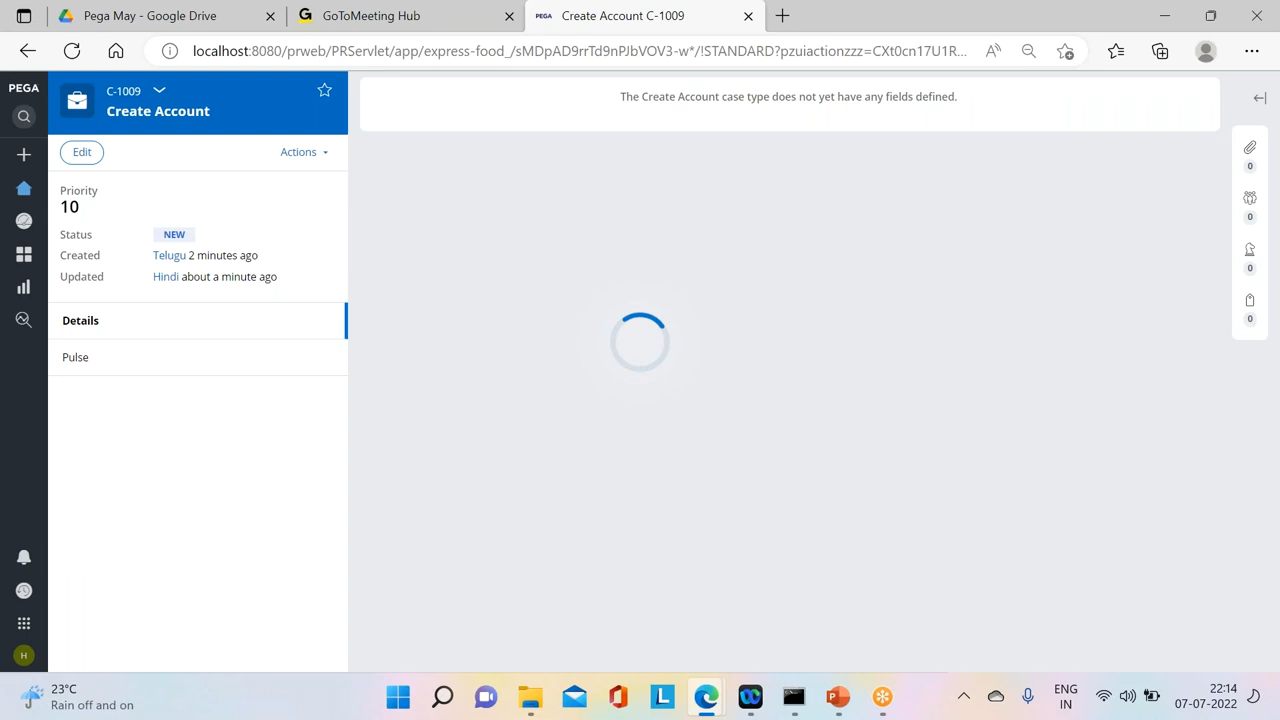 Pega May - Google Drive
GoToMeeting Hub
PEGA Create Account C-1009
localhost:8080/prweb/PRServlet/app/express-food_/sMDpAD9rrTd9nPJbVOV3-w*/!STANDARD?pzuiactionzzz=CXt0cn17U1R...
PEGA
C-1009
Create Account
The Create Account case type does not yet have any fields defined.
Edit
Actions
Priority
10
Status NEW
Created Telugu 2 minutes ago
Updated Hindi about a minute ago
Details
Pulse
0
0
0
0
H
23°C
Rain off and on
ENG
IN
22:14
07-07-2022